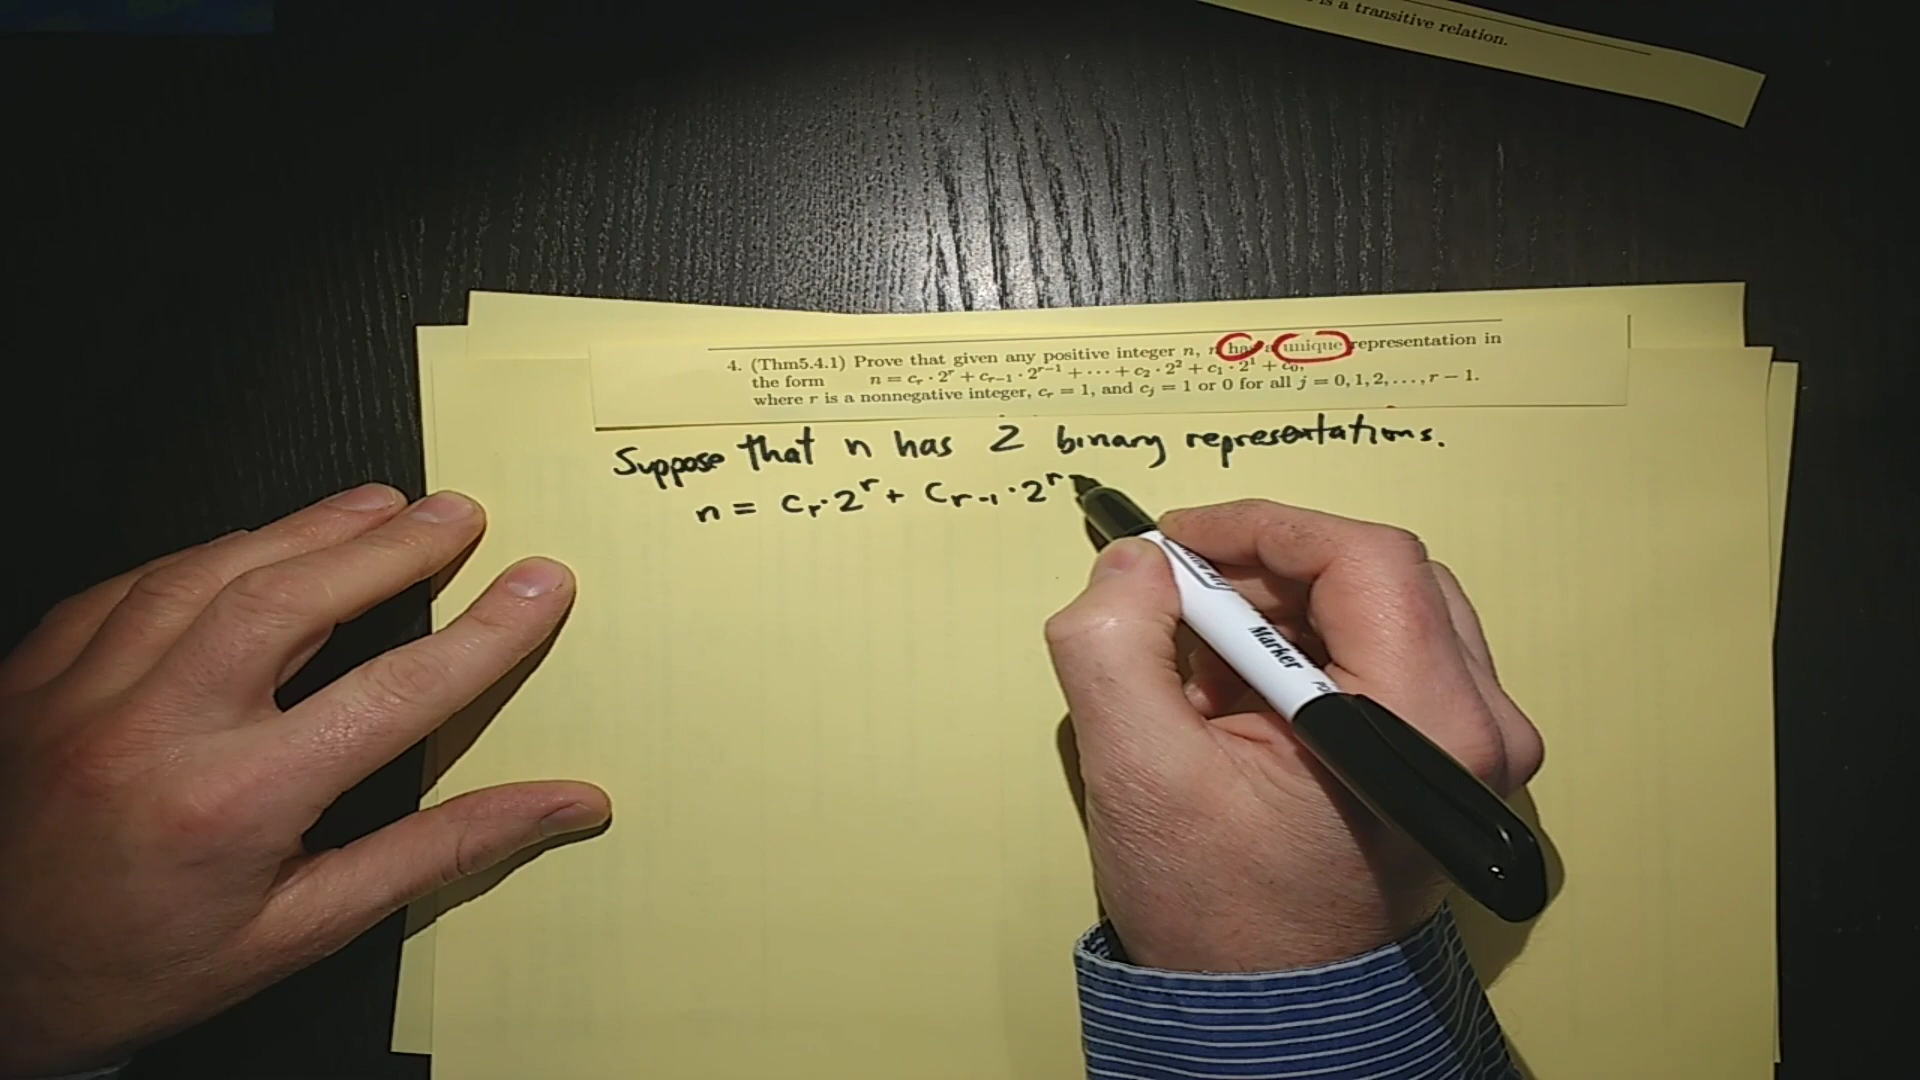 is a transitive relation.
4. (Thm5.4.1) Prove that given any positive integer n, n has a unique representation in
the form n = c_r · 2^r + c_{r−1} · 2^{r−1} + · · · + c_2 · 2^2 + c_1 · 2^1 + c_0,
where r is a nonnegative integer, c_r = 1, and c_j = 1 or 0 for all j = 0, 1, 2, . . . , r − 1.
Suppose that n has 2 binary representations.
n = c_r · 2^r + c_{r-1} · 2^r
Marker